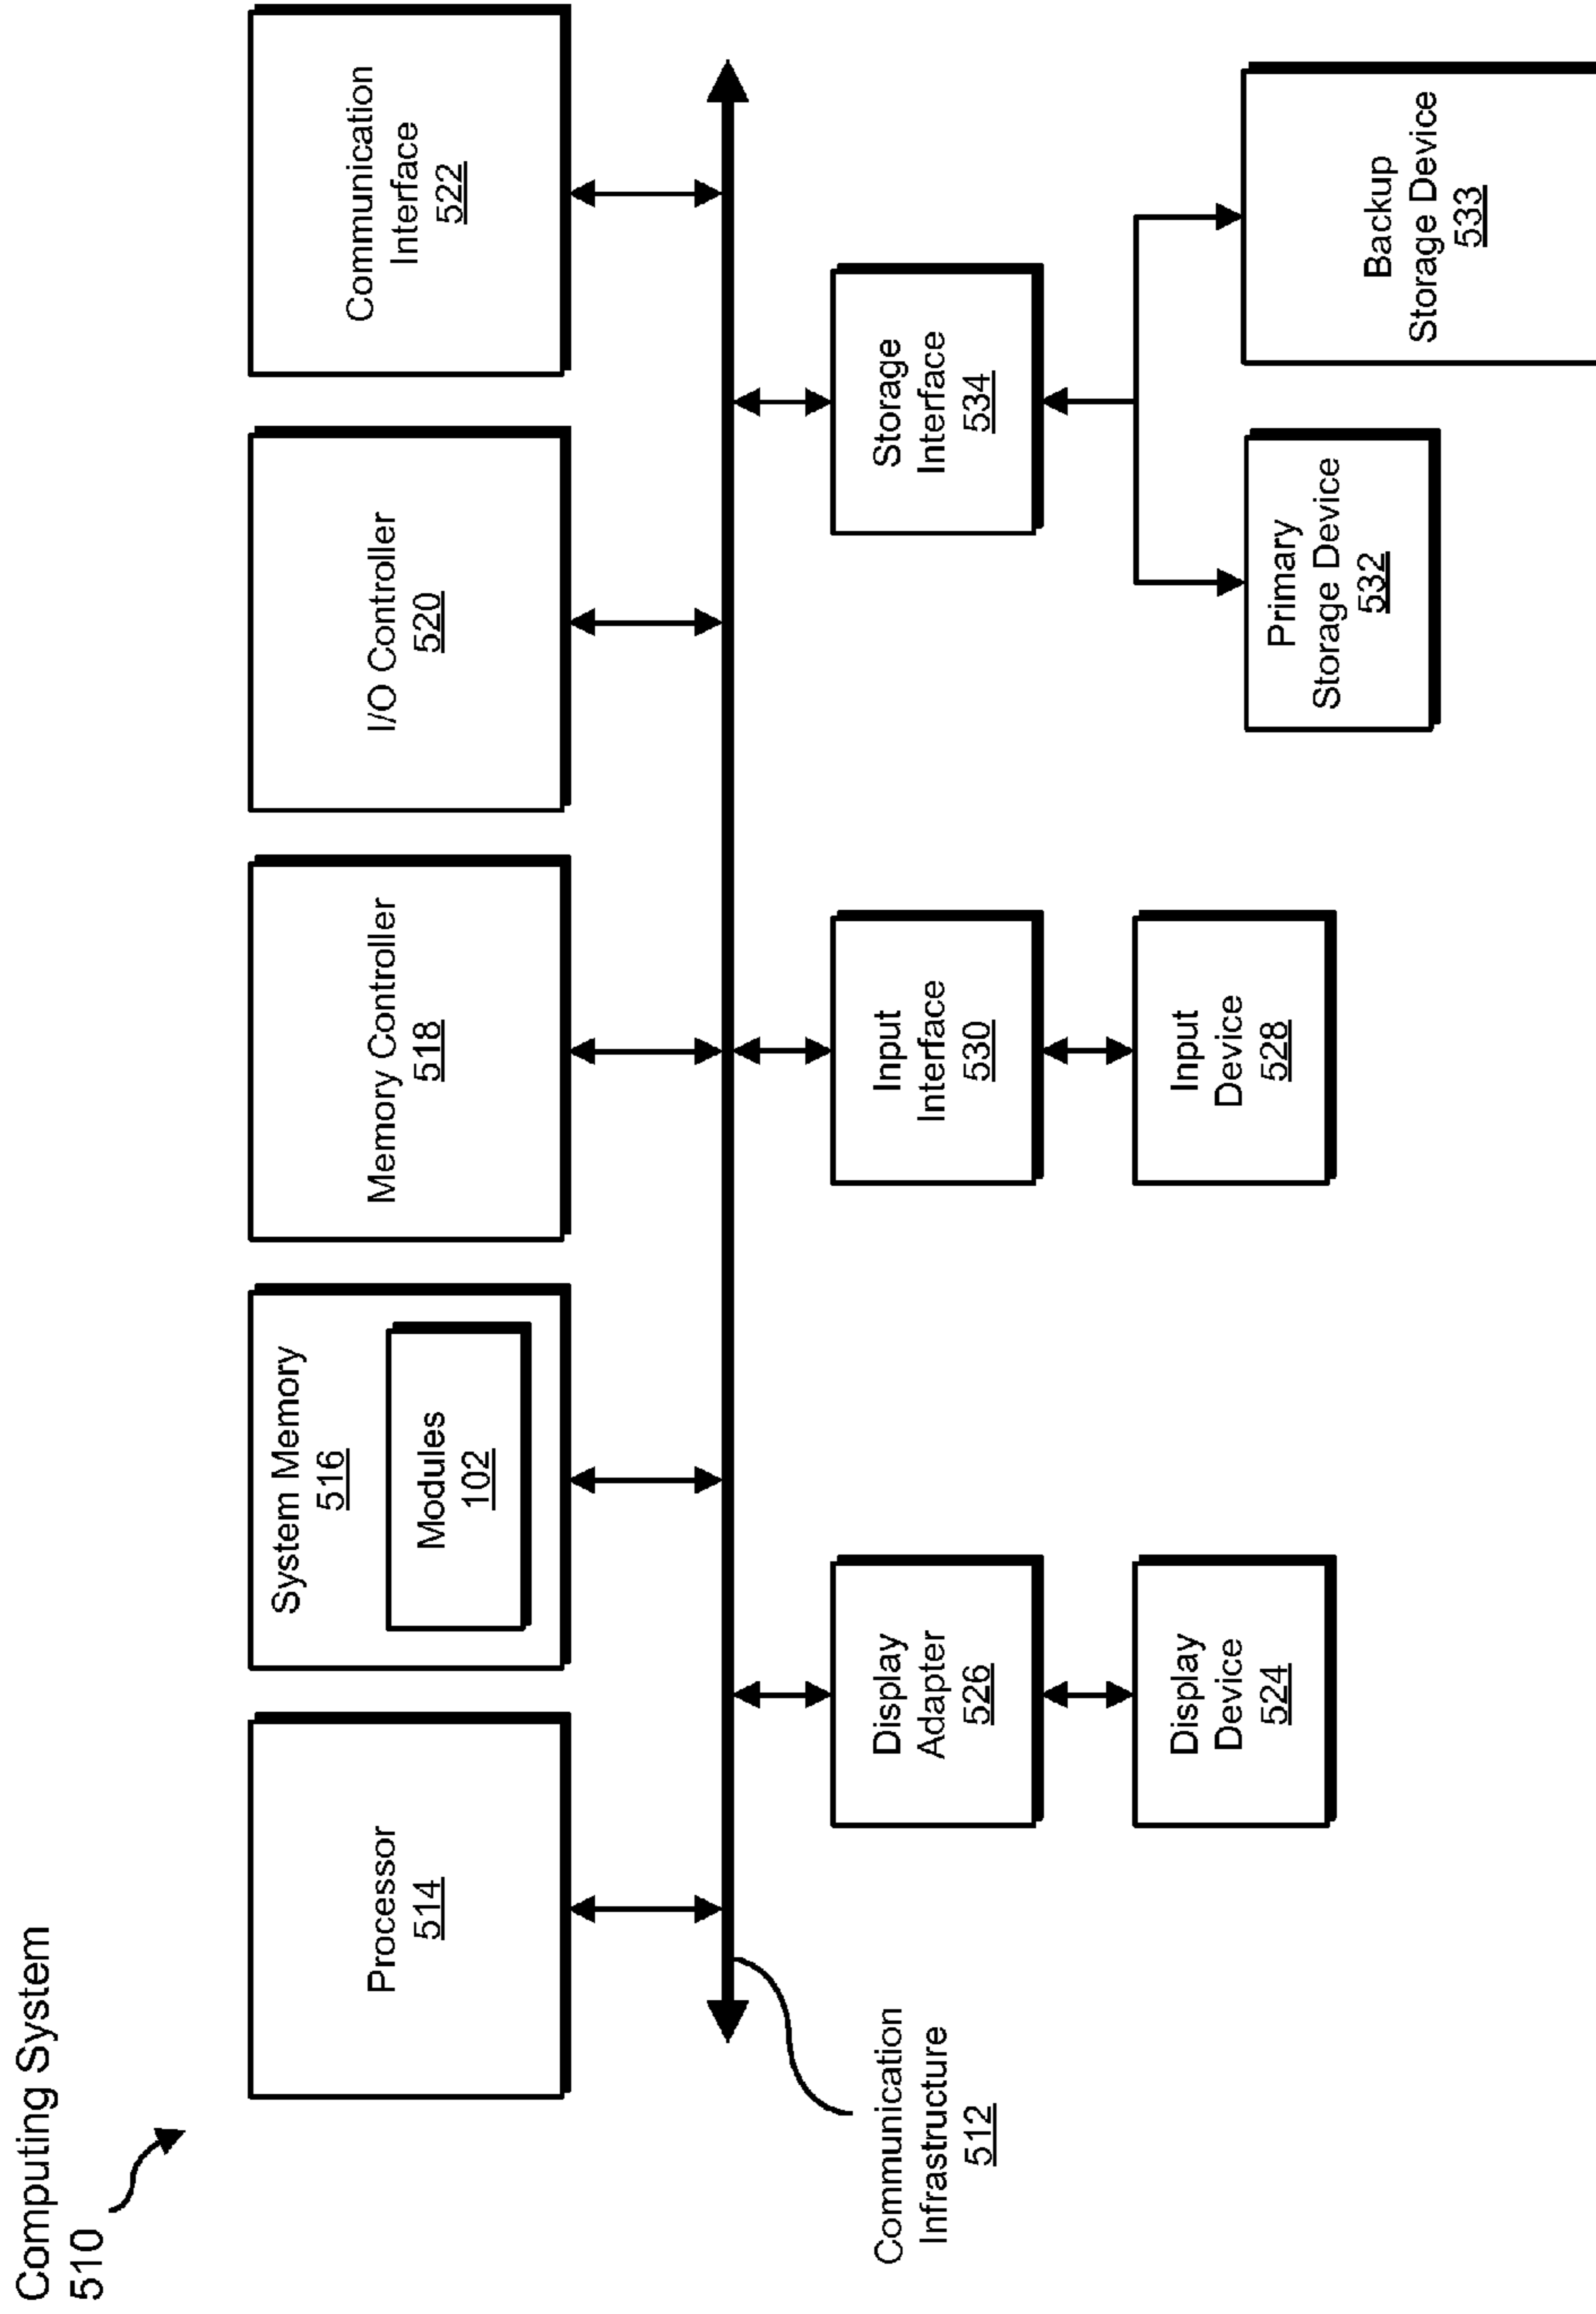 Computing System
510
Processor
514
System Memory
516
Modules
102
Memory Controller
518
I/O Controller
520
Communication
Interface
522
Communication
Infrastructure
512
Display
Adapter
526
Input
Interface
530
Storage
Interface
534
Display
Device
524
Input
Device
528
Primary
Storage Device
532
Backup
Storage Device
533